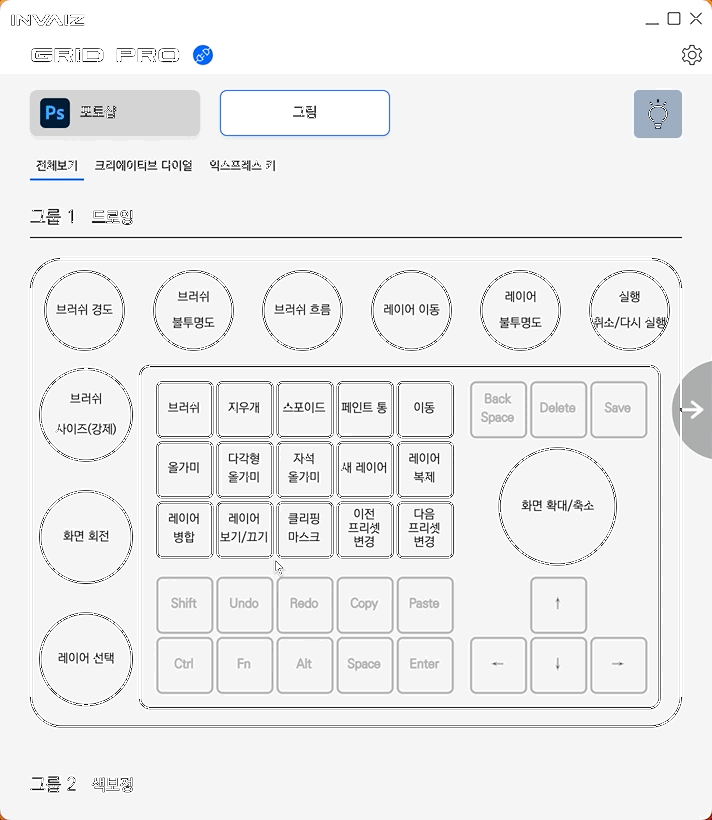 INVAIZ
GRID PRO
Ps 포토샵
그림
전체보기 크리에이티브 다이얼 익스프레스 키
그룹 1 드로잉
브러쉬 경도
브러쉬
불투명도
브러쉬 흐름
레이어 이동
레이어
불투명도
실행
취소/다시 실행
브러쉬
사이즈(강제)
화면 회전
레이어 선택
브러쉬
지우개
스포이드
페인트 통
이동
올가미
다각형
올가미
자석
올가미
새 레이어
레이어
복제
레이어
병합
레이어
보기/끄기
클리핑
마스크
이전
프리셋
변경
다음
프리셋
변경
Back
Space
Delete
Save
화면 확대/축소
Shift
Undo
Redo
Copy
Paste
↑
Ctrl
Fn
Alt
Space
Enter
←
↓
→
그룹 2 색보정